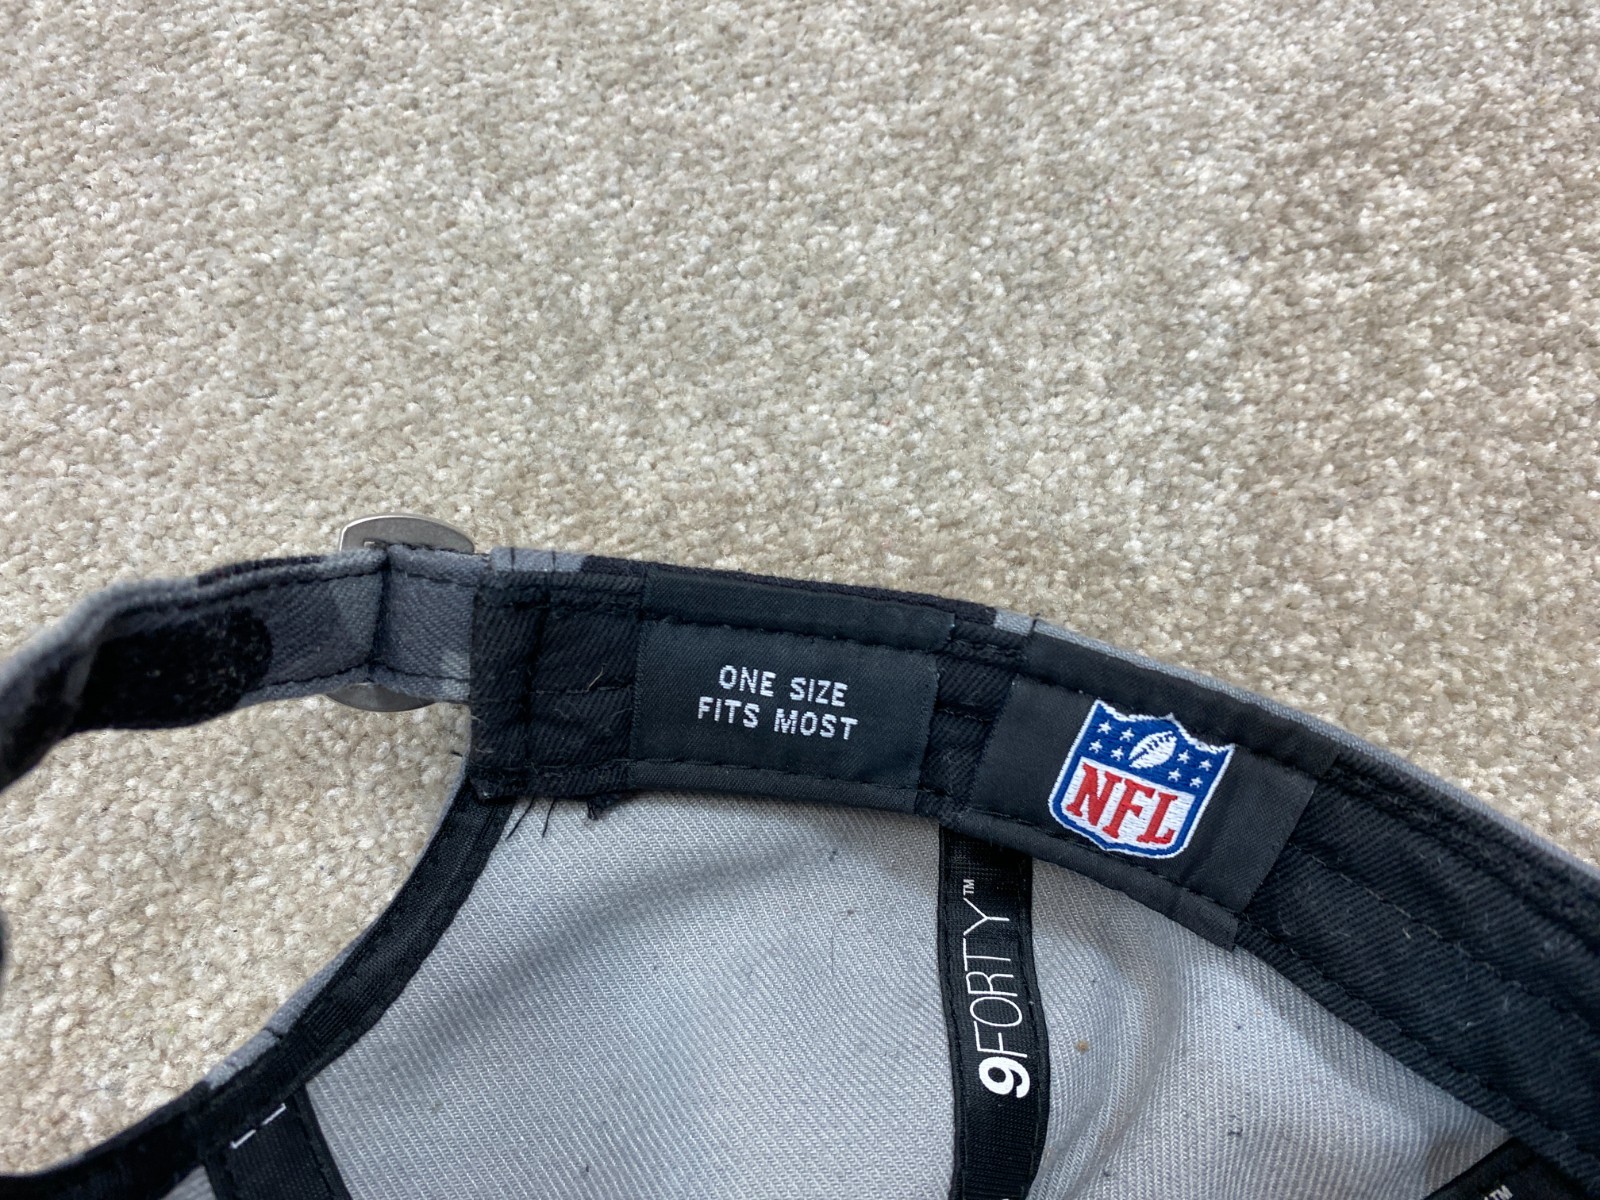 ONE SIZE
FITS MOST
NFL
9FORTY™